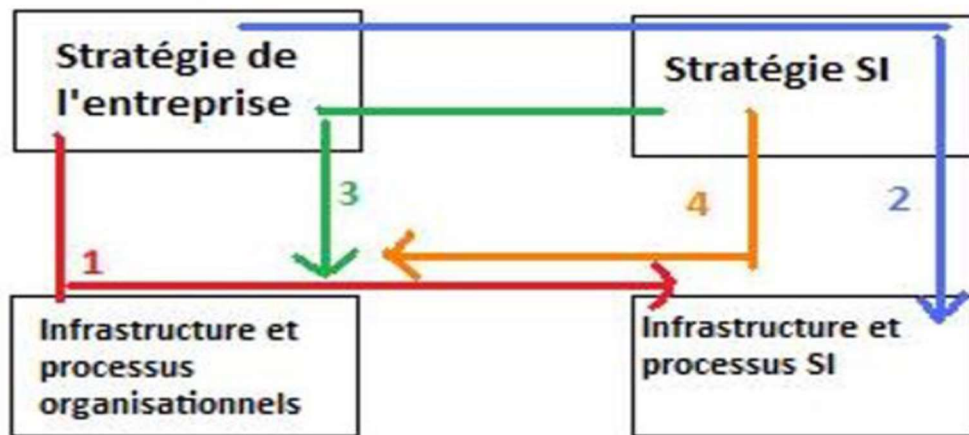 Stratégie de
l'entreprise
Stratégie SI
3
4
2
1
Infrastructure et
processus
organisationnels
Infrastructure et
processus SI